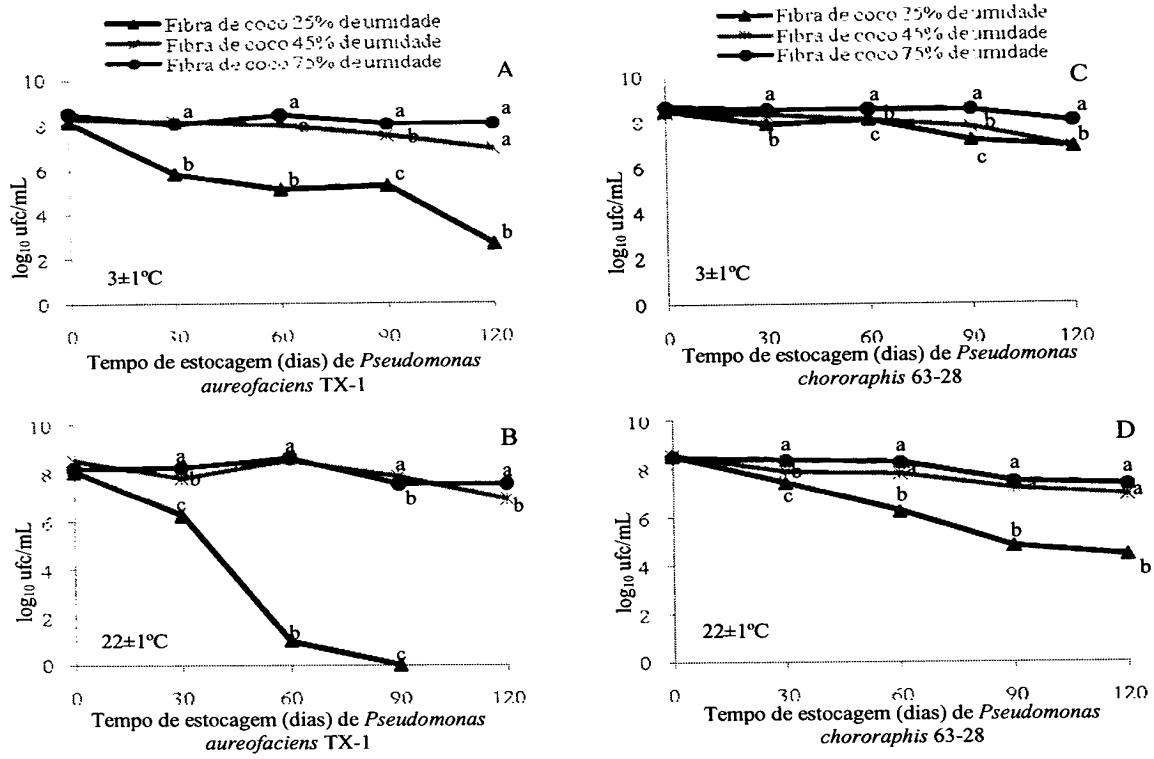 Fibra de coco 25% de umidade
Fibra de coco 45% de umidade
Fibra de coco 75% de umidade
A
10
8
6
4
2
0
log10 ufc/mL
a
a
a
a
a
b
a
b
b
c
b
3±1ºC
0 30 60 90 120
Tempo de estocagem (dias) de Pseudomonas
aureofaciens TX-1
Fibra de coco 25% de umidade
Fibra de coco 45% de umidade
Fibra de coco 75% de umidade
C
10
8
6
4
2
0
log10 ufc/mL
a
a
a
a
b
b
b
b
c
c
3±1ºC
0 30 60 90 120
Tempo de estocagem (dias) de Pseudomonas
chororaphis 63-28
B
10
8
6
4
2
0
log10 ufc/mL
a
a
a
a
b
b
b
c
b
c
22±1ºC
0 30 60 90 120
Tempo de estocagem (dias) de Pseudomonas
aureofaciens TX-1
D
10
8
6
4
2
0
log10 ufc/mL
a
a
a
a
b
a
a
a
c
b
b
b
22±1ºC
0 30 60 90 120
Tempo de estocagem (dias) de Pseudomonas
chororaphis 63-28